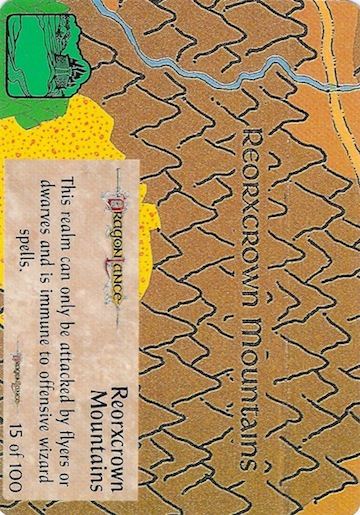 REORXCROWN MOUNTAINS
DRAGONLANCE
Reorxcrown
Mountains
This realm can only be attacked by flyers or
dwarves and is immune to offensive wizard
spells.
DRAGONLANCE
15 of 100